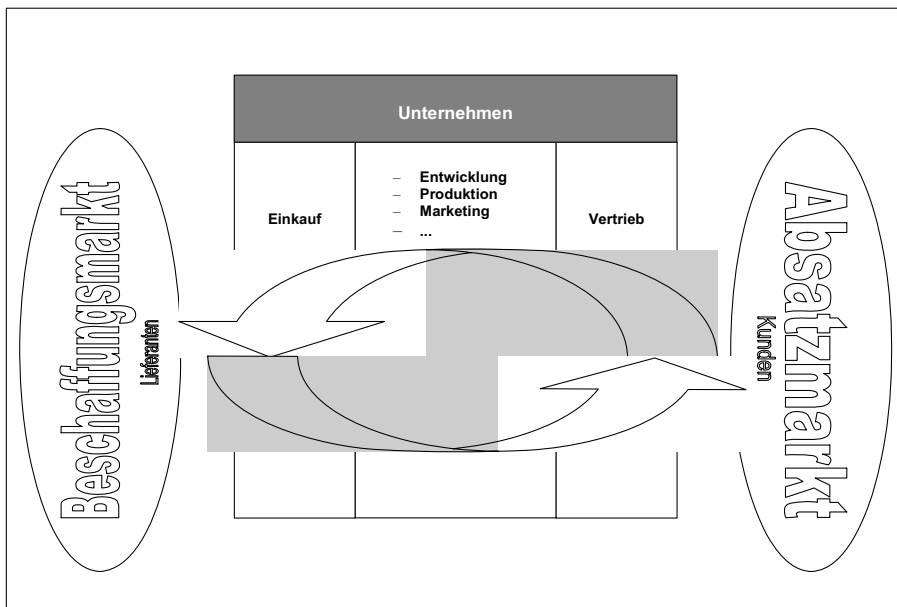 Unternehmen
Beschaffungsmarkt
Lieferanten
Einkauf
– Entwicklung
– Produktion
– Marketing
– ...
Vertrieb
Absatzmarkt
Kunden